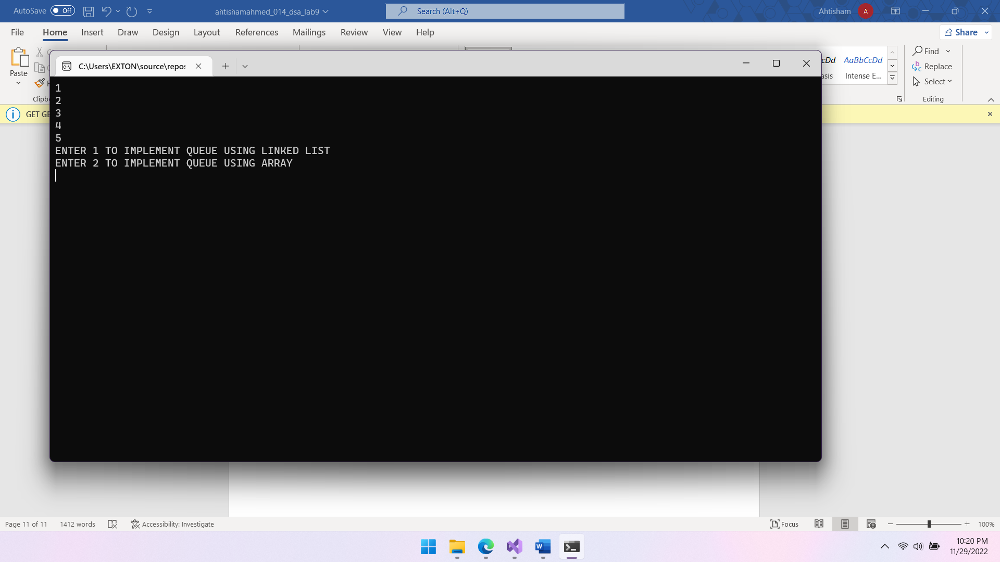 AutoSave Off ahtishamahmed_014_dsa_lab9 Search (Alt+Q) Ahtisham A
File Home Insert Draw Design Layout References Mailings Review View Help Share
Paste
Clipb
C:\Users\EXTON\source\repos
AaBbCcDd
Intense E...
Find
Replace
Select
Editing
GET GE
1
2
3
4
5
ENTER 1 TO IMPLEMENT QUEUE USING LINKED LIST
ENTER 2 TO IMPLEMENT QUEUE USING ARRAY
Page 11 of 11 1412 words Accessibility: Investigate Focus 100%
10:20 PM
11/29/2022